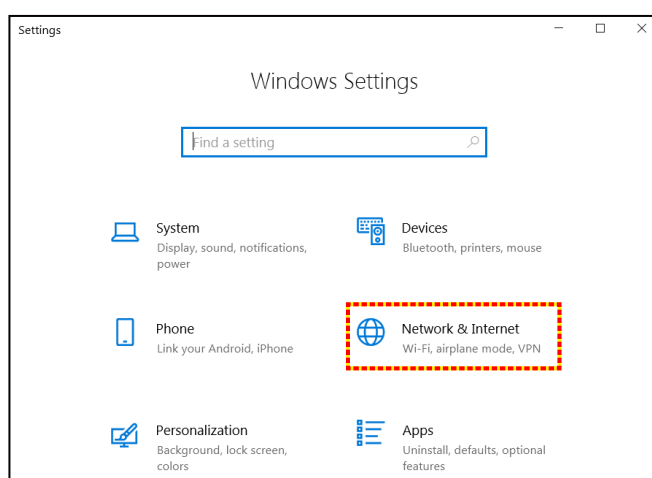 Settings
Windows Settings
Find a setting
System
Display, sound, notifications,
power
Devices
Bluetooth, printers, mouse
Phone
Link your Android, iPhone
Network & Internet
Wi-Fi, airplane mode, VPN
Personalization
Background, lock screen,
colors
Apps
Uninstall, defaults, optional
features